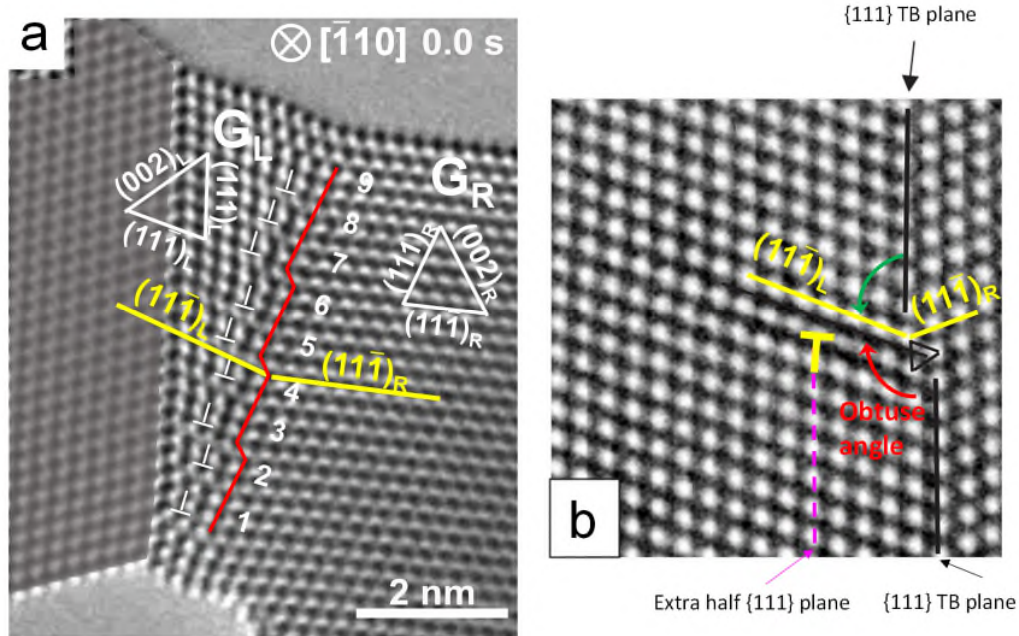 a
⊗ [1̄10] 0.0 s
G_L
(002)_L
(111)_L
(111̄)_L
G_R
(111)_R
(002)_R
(111̄)_R
9
8
7
6
5
4
3
2
1
(111̄)_L
(111̄)_R
2 nm
{111} TB plane
(111̄)_L
(111̄)_R
Obtuse
angle
b
Extra half {111} plane
{111} TB plane